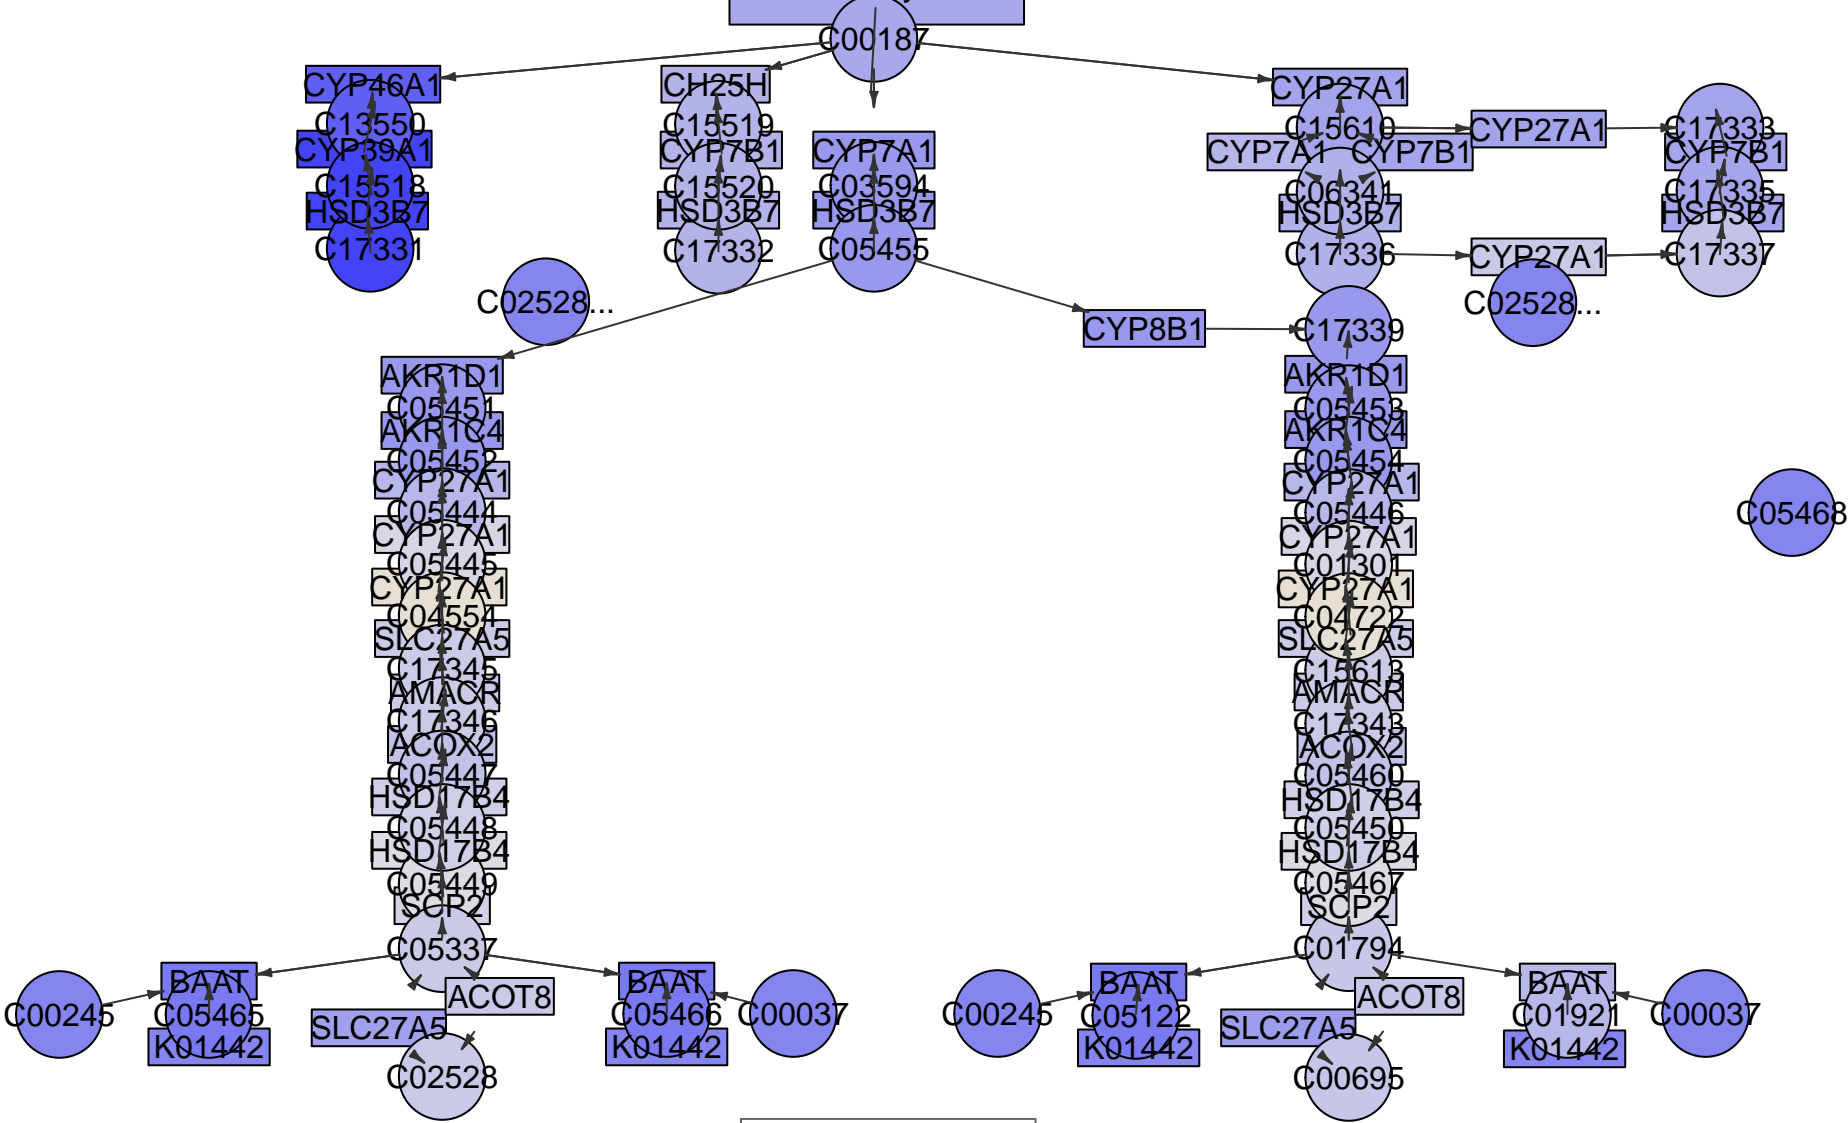 C00187
CYP46A1
C13550
CYP39A1
C15518
HSD3B7
C17331
CH25H
C15519
CYP7B1
C15520
HSD3B7
C17332
CYP7A1
C03594
HSD3B7
C05455
CYP27A1
C15610
CYP7A1
CYP7B1
C06341
HSD3B7
C17336
CYP27A1
C17333
CYP7B1
C17335
HSD3B7
CYP27A1
C17337
C02528...
C02528...
CYP8B1
C17339
AKR1D1
C05451
AKR1C4
C05452
CYP27A1
C05444
CYP27A1
C05445
CYP27A1
C04554
SLC27A5
C17345
AMACR
C17346
ACOX2
C05447
HSD17B4
C05448
HSD17B4
C05449
SCP2
C05337
AKR1D1
C05453
AKR1C4
C05454
CYP27A1
C05446
CYP27A1
C01301
CYP27A1
C04722
SLC27A5
C15613
AMACR
C17343
ACOX2
C05460
HSD17B4
C05450
HSD17B4
C05467
SCP2
C01794
C05468
C00245
BAAT
C05465
K01442
SLC27A5
ACOT8
C02528
BAAT
C05466
K01442
C00037
C00245
BAAT
C05122
K01442
SLC27A5
ACOT8
C00695
BAAT
C01921
K01442
C00037